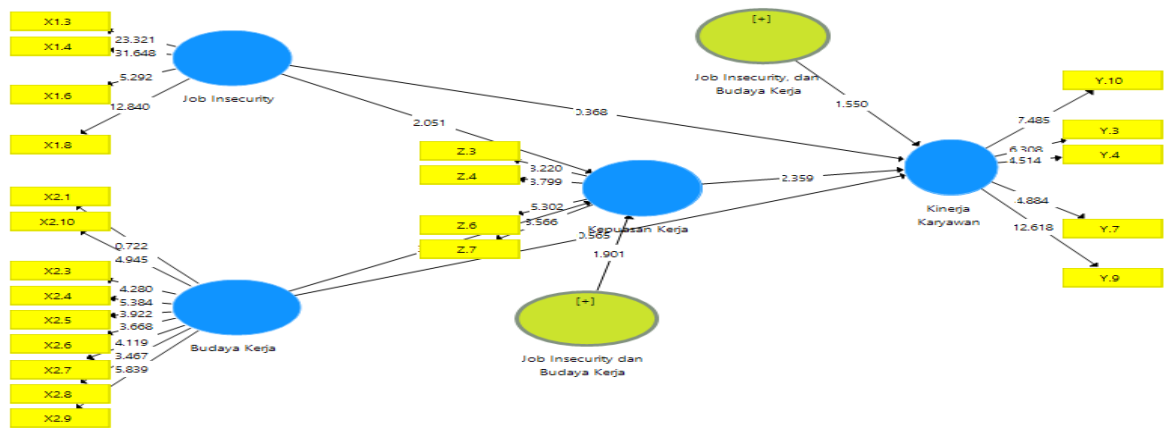 X1.3
X1.4
X1.6
X1.8
23.321
31.648
5.292
12.840
Job Insecurity
[+]
Job Insecurity, dan
Budaya Kerja
1.550
0.368
2.051
Z.3
Z.4
Z.6
Z.7
3.220
3.799
5.302
Kepuasan Kerja
2.359
0.565
1.901
[+]
Job Insecurity dan
Budaya Kerja
Kinerja
Karyawan
7.485
6.308
4.514
4.884
12.618
Y.10
Y.3
Y.4
Y.7
Y.9
X2.1
X2.10
X2.3
X2.4
X2.5
X2.6
X2.7
X2.8
X2.9
0.722
4.945
4.280
5.384
3.922
3.668
4.119
3.467
5.839
Budaya Kerja